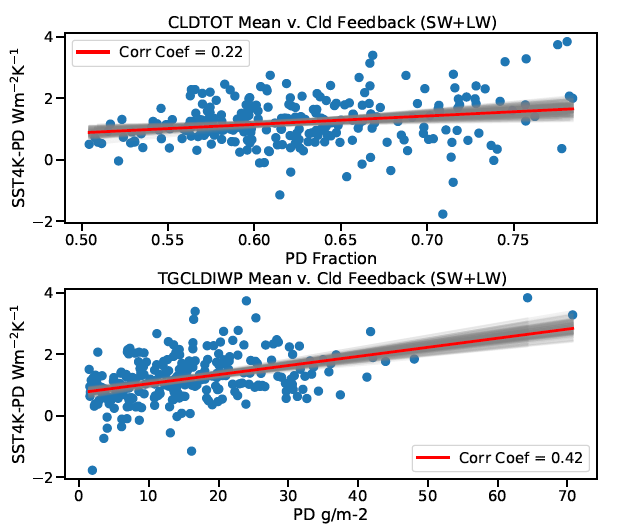 CLDTOT Mean v. Cld Feedback (SW+LW)
SST4K-PD Wm⁻²K⁻¹
4
2
0
−2
Corr Coef = 0.22
0.50 0.55 0.60 0.65 0.70 0.75
PD Fraction
TGCLDIWP Mean v. Cld Feedback (SW+LW)
SST4K-PD Wm⁻²K⁻¹
4
2
0
−2
Corr Coef = 0.42
0 10 20 30 40 50 60 70
PD g/m-2